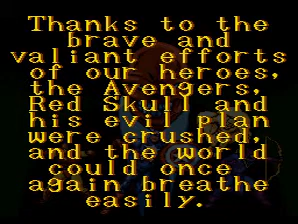 Thanks to the
brave and
valiant efforts
of our heroes,
the Avengers,
Red Skull and
his evil plan
were crushed,
and the world
could once
again breathe
easily.